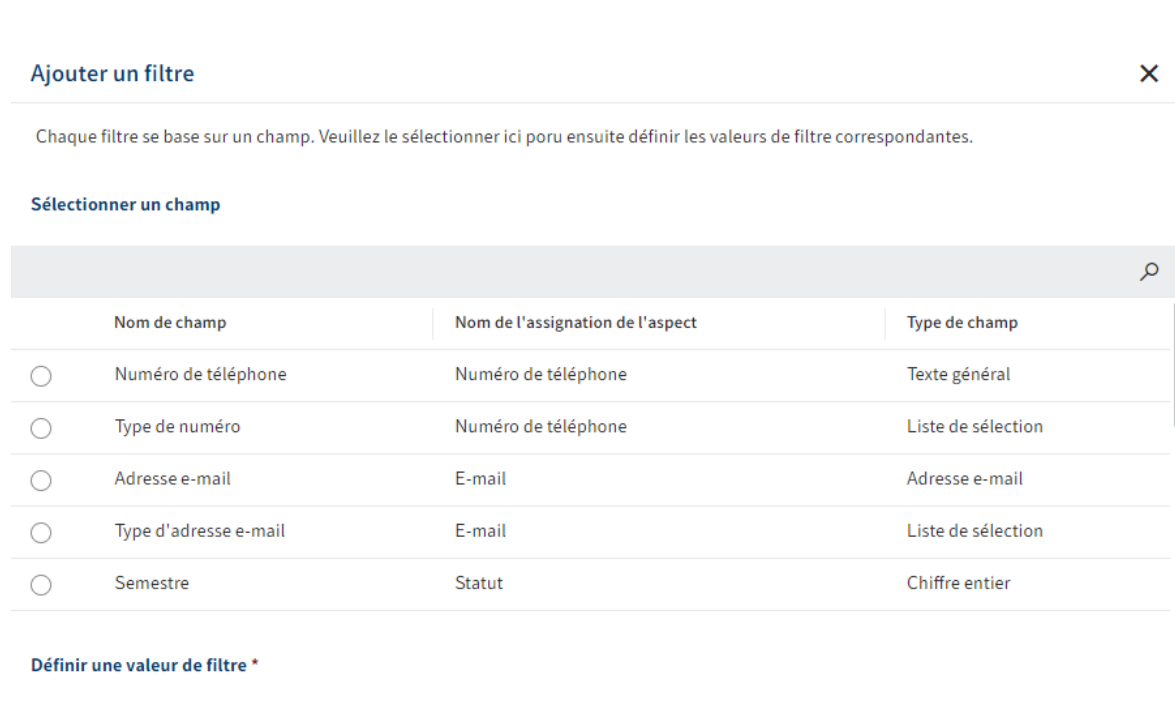 Ajouter un filtre
Chaque filtre se base sur un champ. Veuillez le sélectionner ici poru ensuite définir les valeurs de filtre correspondantes.
Sélectionner un champ
Nom de champ Nom de l'assignation de l'aspect Type de champ
Numéro de téléphone Numéro de téléphone Texte général
Type de numéro Numéro de téléphone Liste de sélection
Adresse e-mail E-mail Adresse e-mail
Type d'adresse e-mail E-mail Liste de sélection
Semestre Statut Chiffre entier
Définir une valeur de filtre *